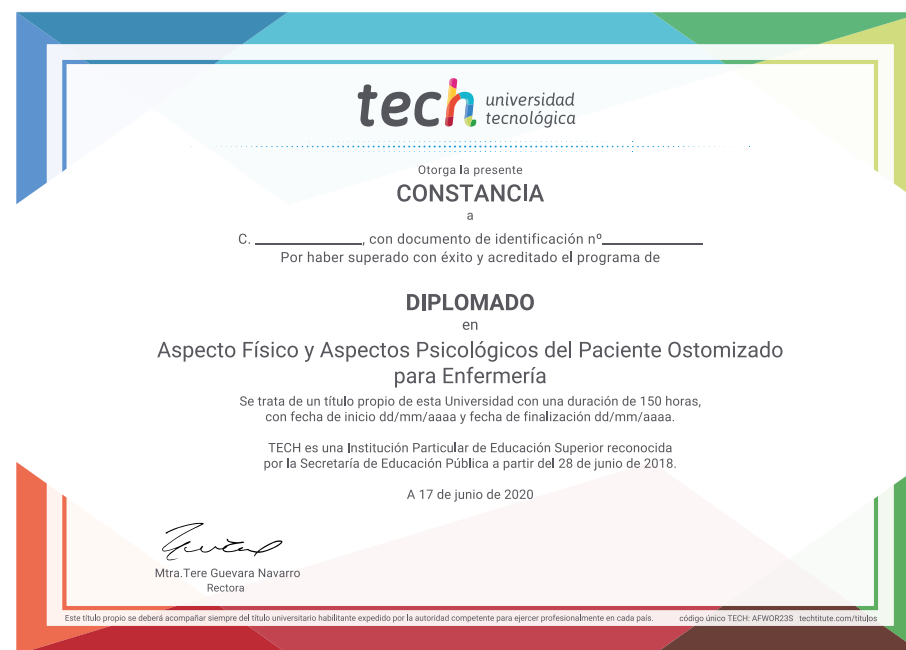 tech universidad
tecnológica
Otorga la presente
CONSTANCIA
a
C. ____________, con documento de identificación nº____________
Por haber superado con éxito y acreditado el programa de
DIPLOMADO
en
Aspecto Físico y Aspectos Psicológicos del Paciente Ostomizado
para Enfermería
Se trata de un título propio de esta Universidad con una duración de 150 horas,
con fecha de inicio dd/mm/aaaa y fecha de finalización dd/mm/aaaa.
TECH es una Institución Particular de Educación Superior reconocida
por la Secretaría de Educación Pública a partir del 28 de junio de 2018.
A 17 de junio de 2020
Mtra.Tere Guevara Navarro
Rectora
Este título propio se deberá acompañar siempre del título universitario habilitante expedido por la autoridad competente para ejercer profesionalmente en cada país. código único TECH: AFWOR23S techtitute.com/titulos